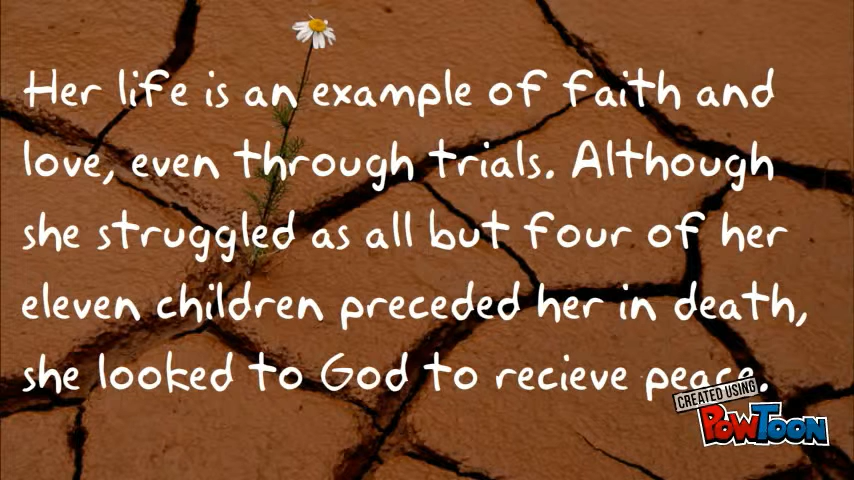 Her life is an example of faith and
love, even through trials. Although
she struggled as all but four of her
eleven children preceded her in death,
she looked to God to recieve peace.
CREATED USING
POWTOON